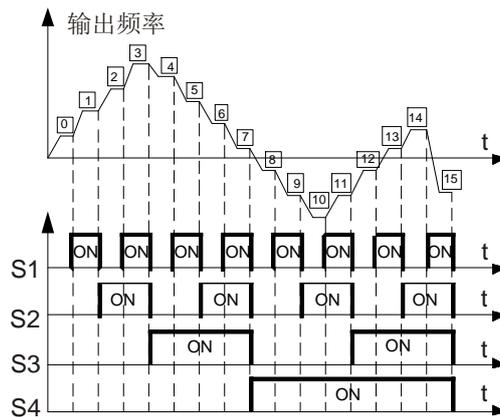 输出频率
3
4
2
5
1
6
14
0
13
7
t
8
12
15
9
11
10
S1 ON ON ON ON ON ON ON ON t
S2 ON ON ON ON t
S3 ON ON t
S4 ON t